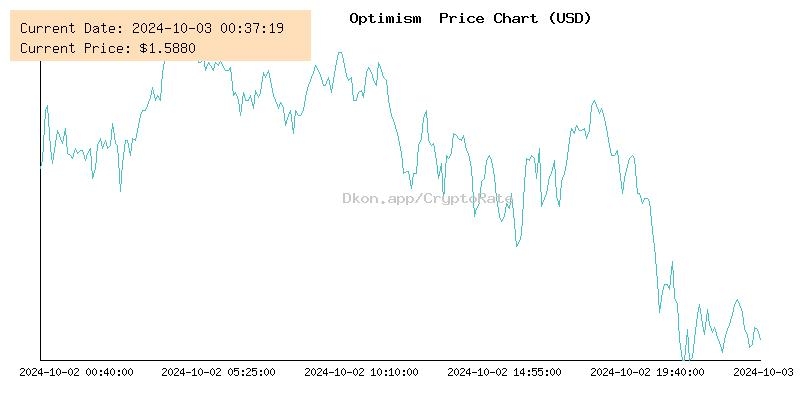 Optimism Price Chart (USD)
Current Date: 2024-10-03 00:37:19
Current Price: $1.5880
Dkon.app/CryptoRate
2024-10-02 00:40:00 2024-10-02 05:25:00 2024-10-02 10:10:00 2024-10-02 14:55:00 2024-10-02 19:40:00 2024-10-03